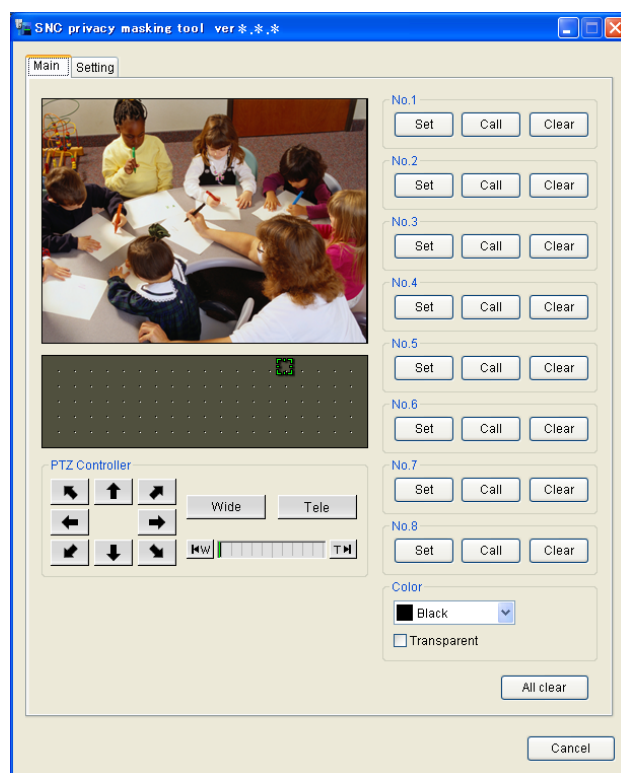 SNC privacy masking tool ver*.*.*
Main
Setting
No.1
Set Call Clear
No.2
Set Call Clear
No.3
Set Call Clear
No.4
Set Call Clear
No.5
Set Call Clear
No.6
Set Call Clear
No.7
Set Call Clear
No.8
Set Call Clear
PTZ Controller
Wide Tele
W T
Color
Black
Transparent
All clear
Cancel